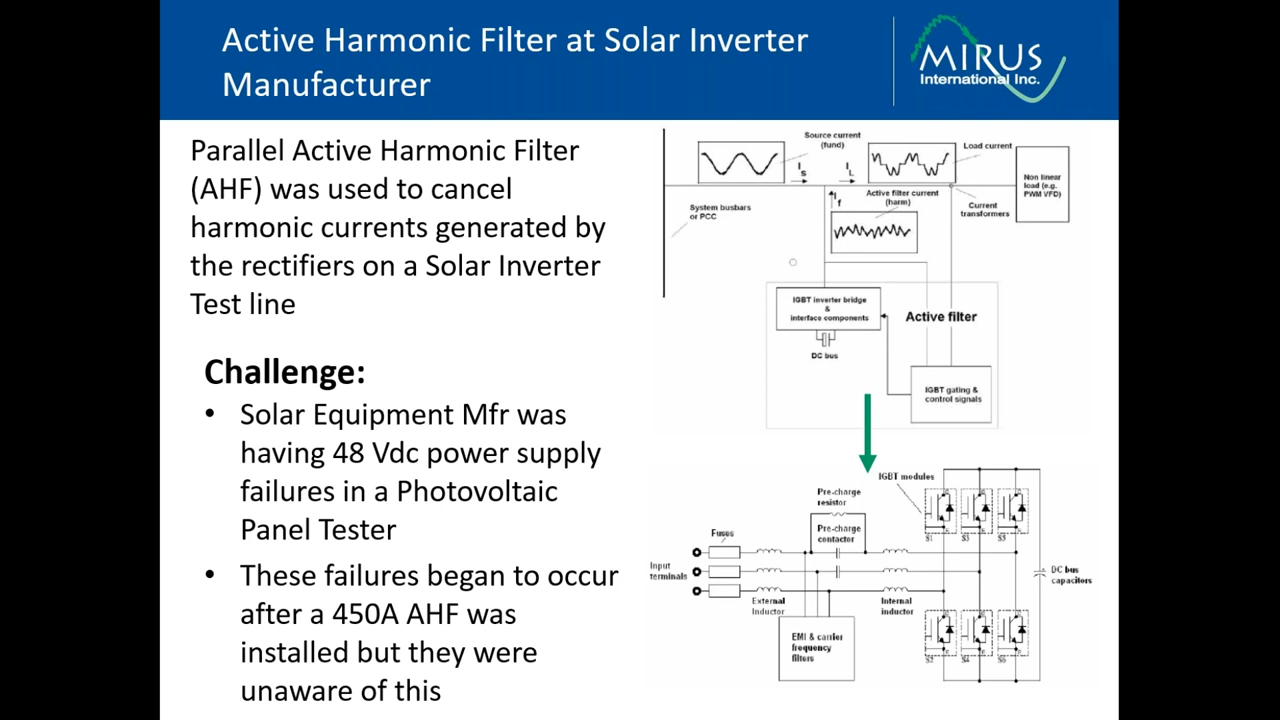 Active Harmonic Filter at Solar Inverter
Manufacturer
MIRUS
International Inc.
Parallel Active Harmonic Filter
(AHF) was used to cancel
harmonic currents generated by
the rectifiers on a Solar Inverter
Test line
Challenge:
• Solar Equipment Mfr was
having 48 Vdc power supply
failures in a Photovoltaic
Panel Tester
• These failures began to occur
after a 450A AHF was
installed but they were
unaware of this
Source current
(fund)
I
S
I
L
Load current
Non linear
load (e.g.
PWM VFD)
System busbars
or PCC
I
f
Active filter current
(harm)
Current
transformers
IGBT inverter bridge
&
interface components
DC bus
Active filter
IGBT gating &
control signals
IGBT modules
Pre-charge
resistor
Pre-charge
contactor
Fuses
Input
terminals
External
Inductor
Internal
inductor
EMI & carrier
frequency
filters
DC bus
capacitors
S1
S3
S5
S2
S4
S6